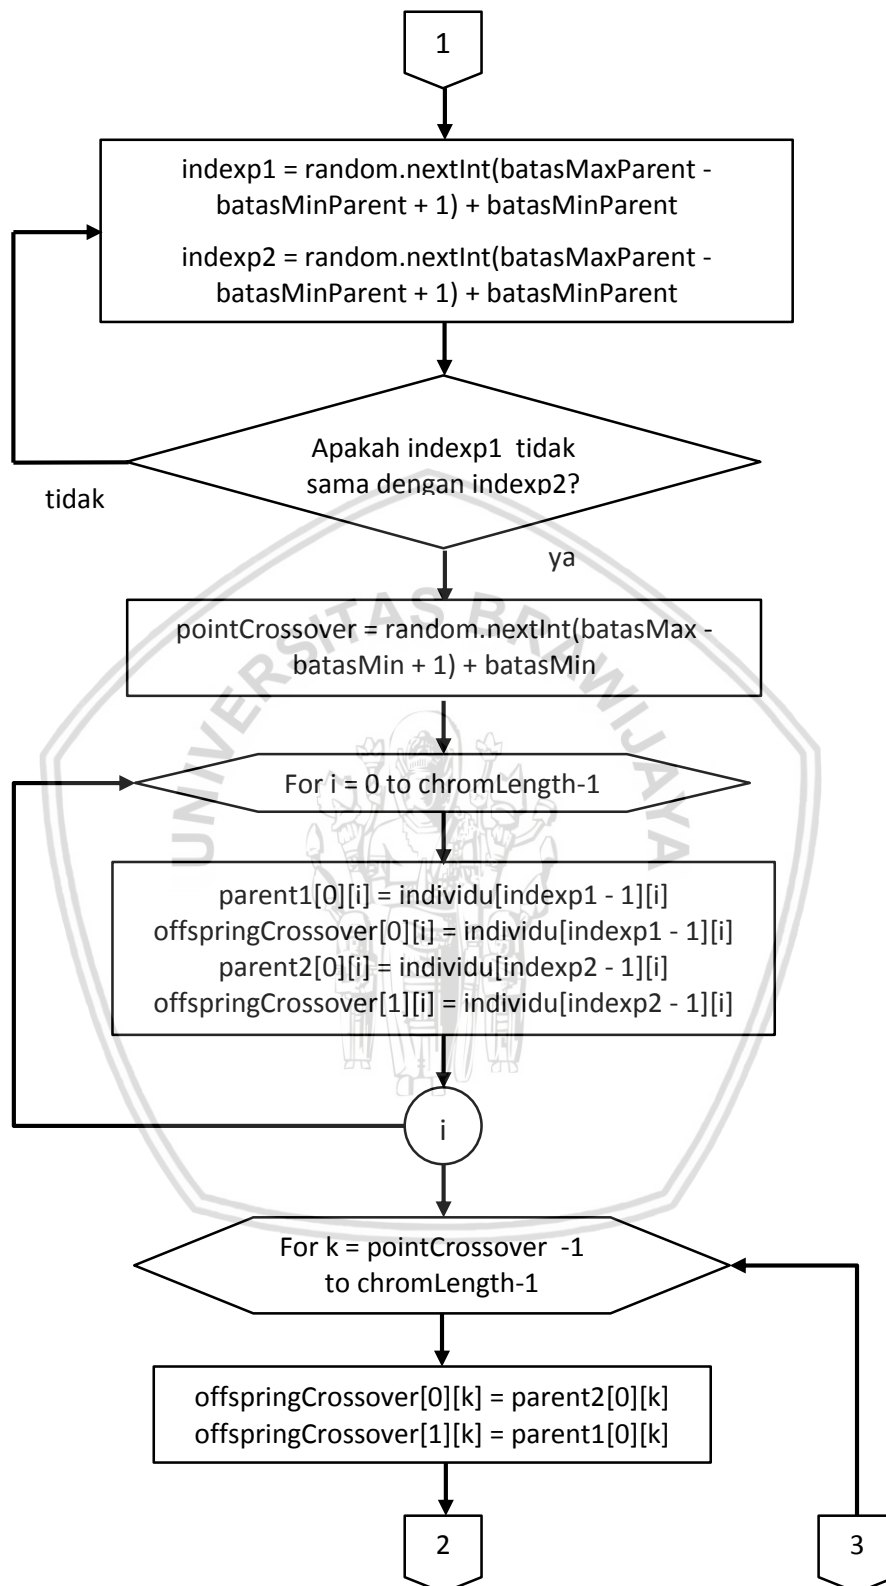 1
indexp1 = random.nextInt(batasMaxParent -
batasMinParent + 1) + batasMinParent
indexp2 = random.nextInt(batasMaxParent -
batasMinParent + 1) + batasMinParent
Apakah indexp1 tidak
sama dengan indexp2?
tidak
ya
UNIVERSITAS BRAWIJAYA
pointCrossover = random.nextInt(batasMax -
batasMin + 1) + batasMin
For i = 0 to chromLength-1
parent1[0][i] = individu[indexp1 - 1][i]
offspringCrossover[0][i] = individu[indexp1 - 1][i]
parent2[0][i] = individu[indexp2 - 1][i]
offspringCrossover[1][i] = individu[indexp2 - 1][i]
i
For k = pointCrossover -1
to chromLength-1
offspringCrossover[0][k] = parent2[0][k]
offspringCrossover[1][k] = parent1[0][k]
2
3